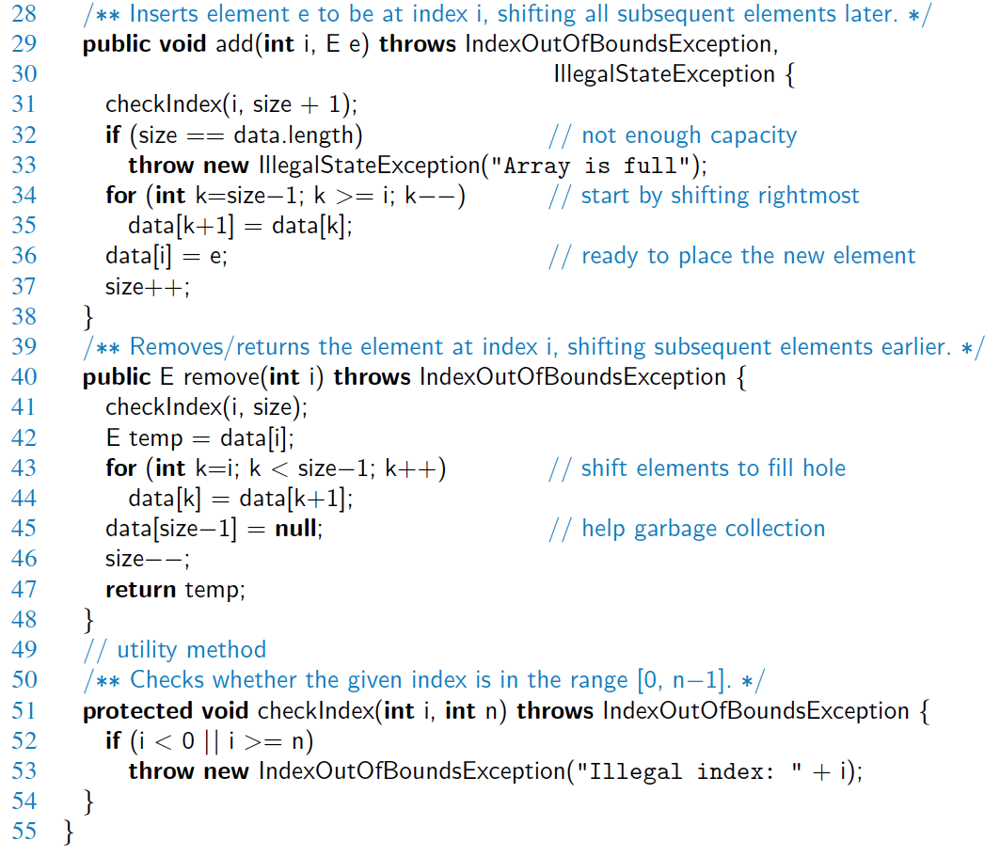 28 /** Inserts element e to be at index i, shifting all subsequent elements later. */
29 public void add(int i, E e) throws IndexOutOfBoundsException,
30 IllegalStateException {
31 checkIndex(i, size + 1);
32 if (size == data.length) // not enough capacity
33 throw new IllegalStateException("Array is full");
34 for (int k=size−1; k >= i; k−−) // start by shifting rightmost
35 data[k+1] = data[k];
36 data[i] = e; // ready to place the new element
37 size++;
38 }
39 /** Removes/returns the element at index i, shifting subsequent elements earlier. */
40 public E remove(int i) throws IndexOutOfBoundsException {
41 checkIndex(i, size);
42 E temp = data[i];
43 for (int k=i; k < size−1; k++) // shift elements to fill hole
44 data[k] = data[k+1];
45 data[size−1] = null; // help garbage collection
46 size−−;
47 return temp;
48 }
49 // utility method
50 /** Checks whether the given index is in the range [0, n−1]. */
51 protected void checkIndex(int i, int n) throws IndexOutOfBoundsException {
52 if (i < 0 || i >= n)
53 throw new IndexOutOfBoundsException("Illegal index: " + i);
54 }
55 }